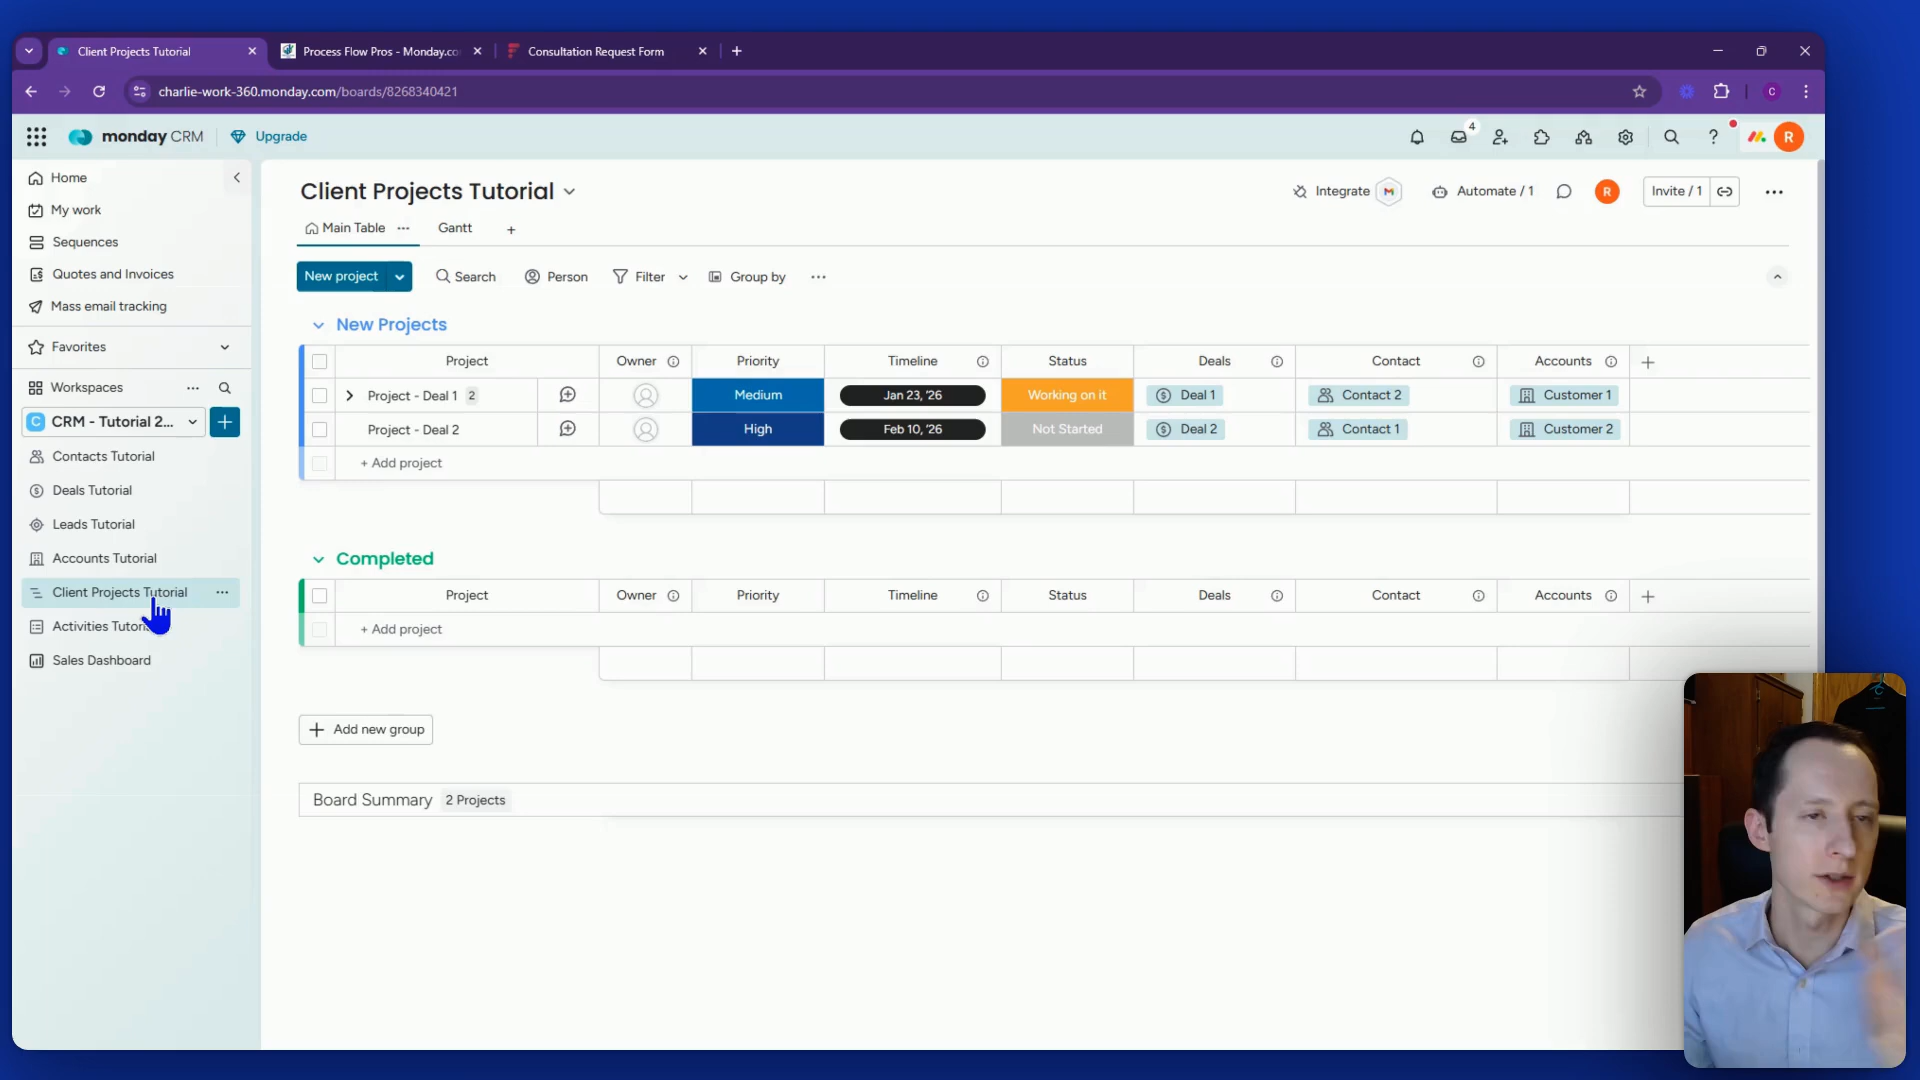 Client Projects Tutorial
Process Flow Pros - Monday.co
Consultation Request Form
charlie-work-360.monday.com/boards/8268340421
C
monday CRM
Upgrade
4
R
Home
My work
Sequences
Quotes and Invoices
Mass email tracking
Favorites
Workspaces
C CRM - Tutorial 2...
Contacts Tutorial
Deals Tutorial
Leads Tutorial
Accounts Tutorial
Client Projects Tutorial
Activities Tutori
Sales Dashboard
Client Projects Tutorial
Integrate
Automate / 1
R
Invite / 1
Main Table
Gantt
New project
Search
Person
Filter
Group by
New Projects
Project Owner Priority Timeline Status Deals Contact Accounts
Project - Deal 1 2 Medium Jan 23, '26 Working on it Deal 1 Contact 2 Customer 1
Project - Deal 2 High Feb 10, '26 Not Started Deal 2 Contact 1 Customer 2
+ Add project
Completed
Project Owner Priority Timeline Status Deals Contact Accounts
+ Add project
Add new group
Board Summary 2 Projects